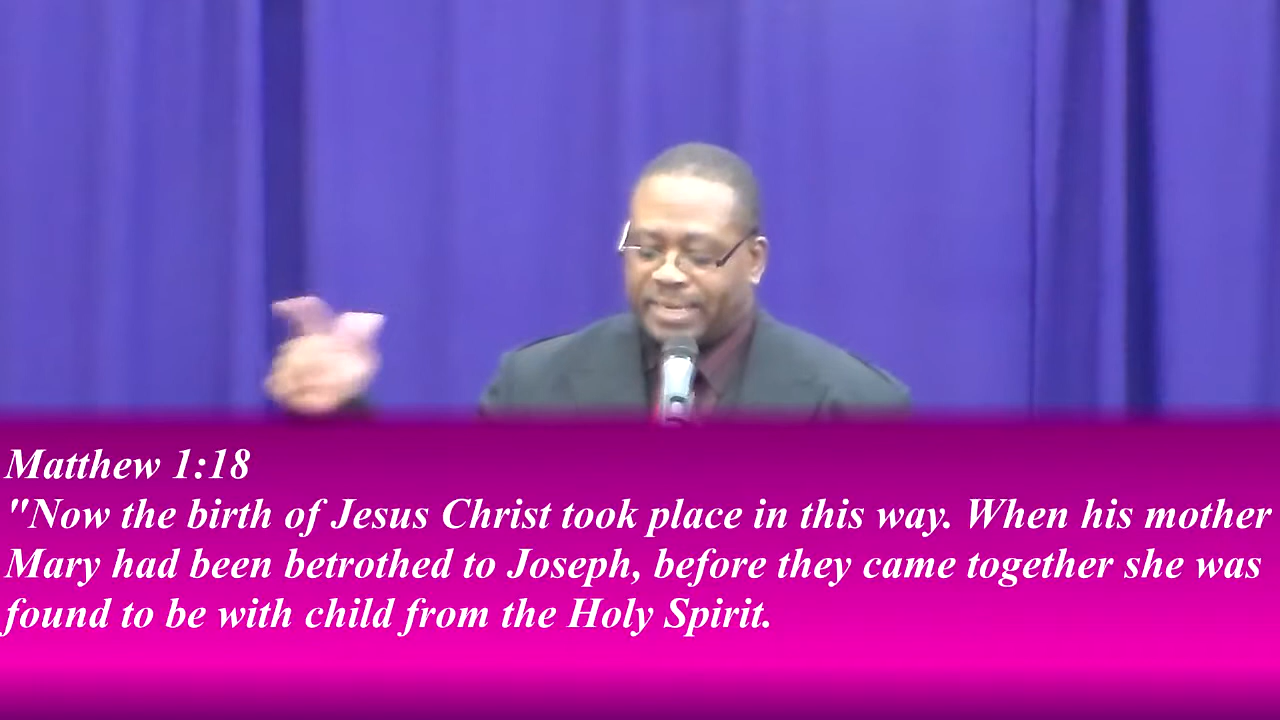 Matthew 1:18
"Now the birth of Jesus Christ took place in this way. When his mother
Mary had been betrothed to Joseph, before they came together she was
found to be with child from the Holy Spirit.